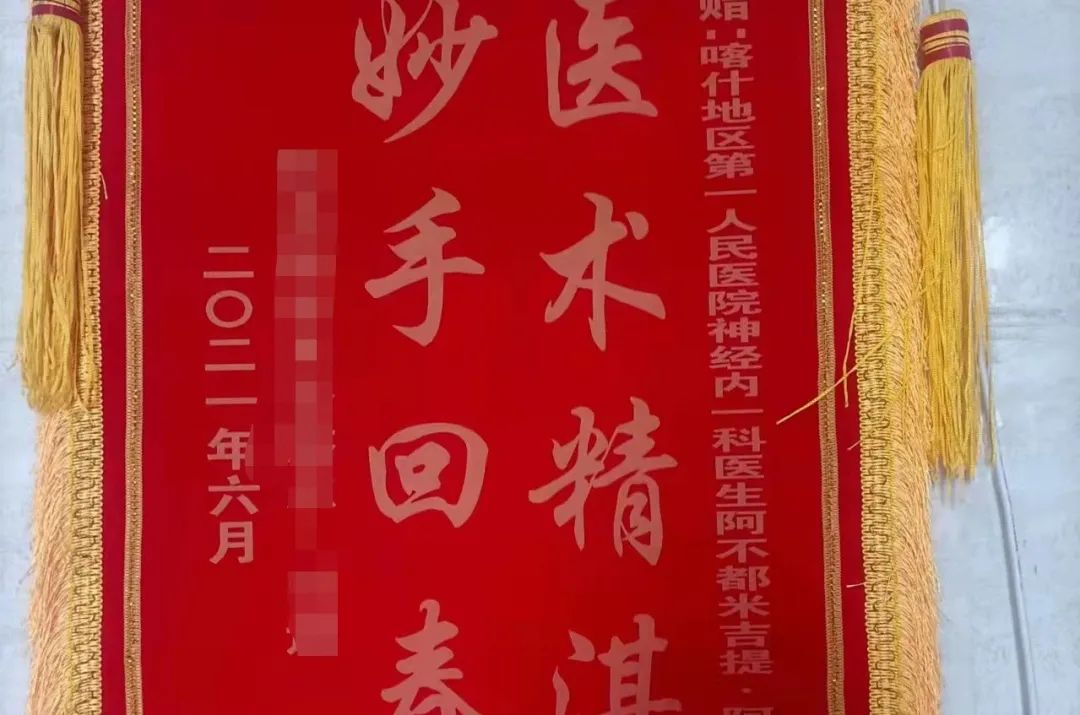 赠:喀什地区第一人民医院神经内一科医生阿不都米吉提·阿
医术精湛
妙手回春
二〇二一年六月